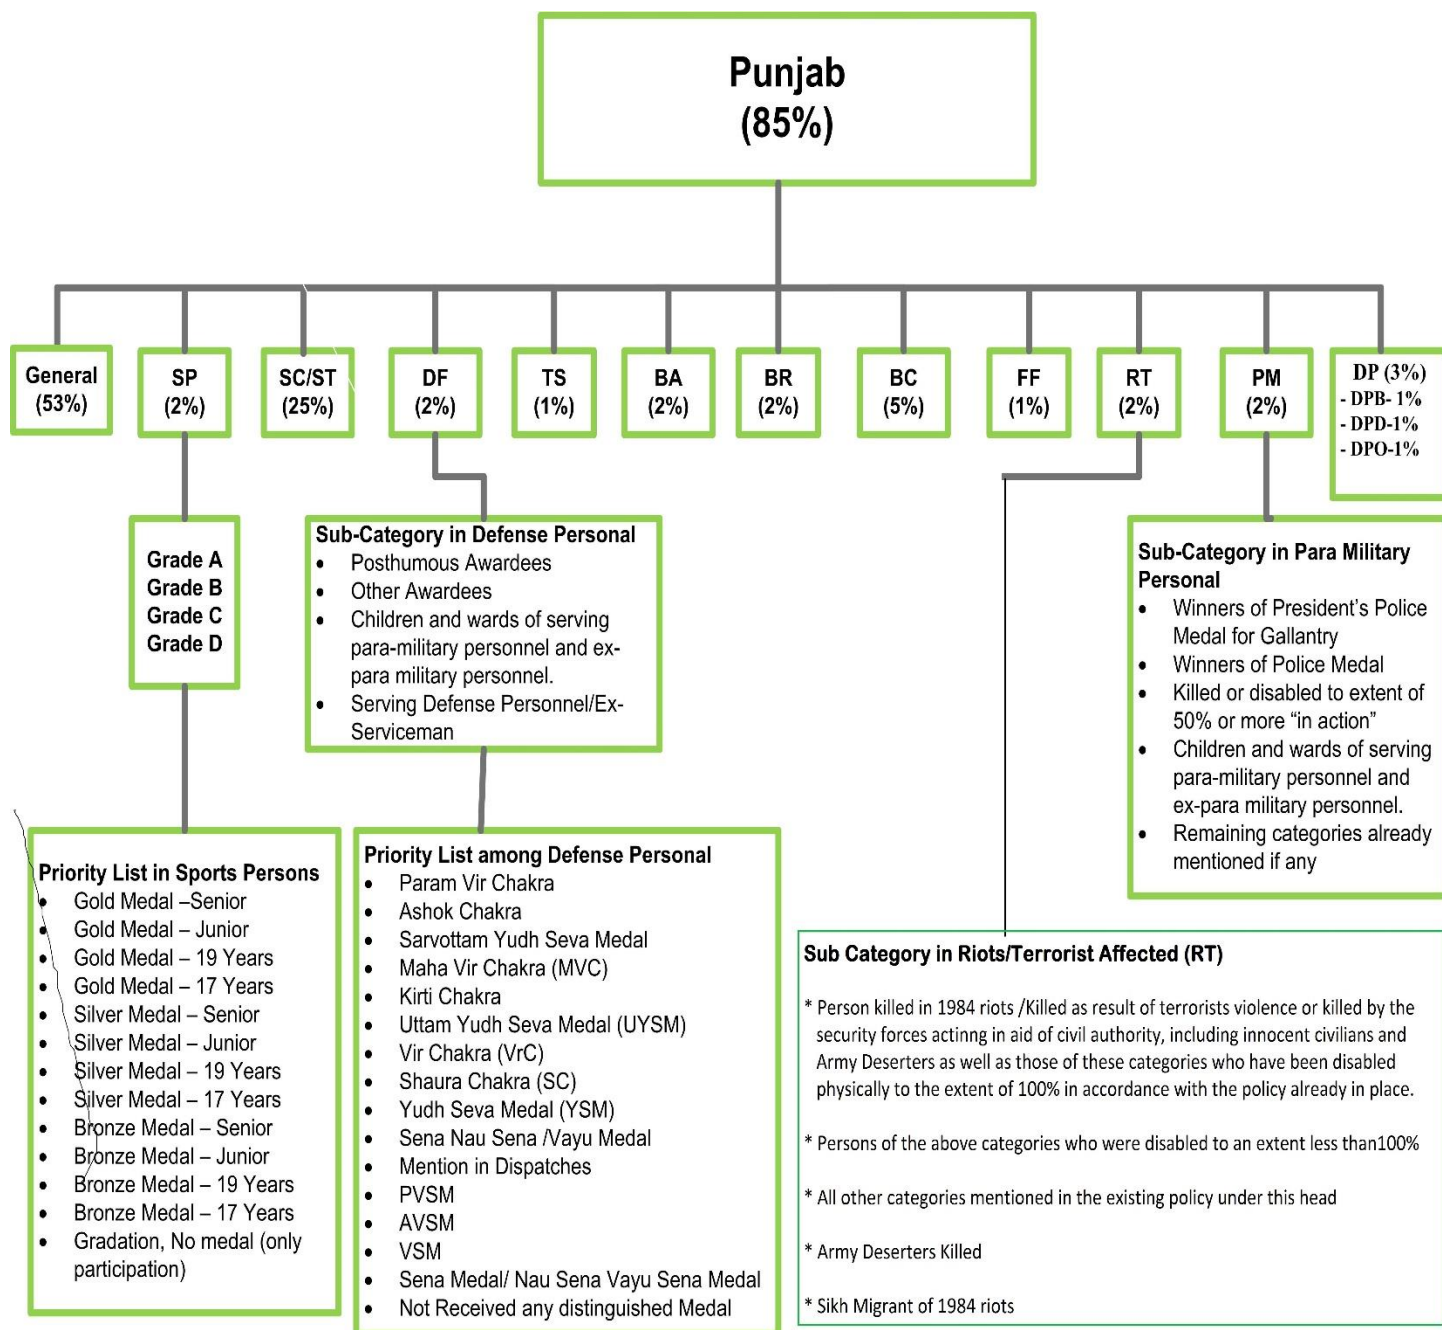 Punjab
(85%)
General
(53%)
SP
(2%)
SC/ST
(25%)
DF
(2%)
TS
(1%)
BA
(2%)
BR
(2%)
BC
(5%)
FF
(1%)
RT
(2%)
PM
(2%)
DP (3%)
- DPB- 1%
- DPD-1%
- DPO-1%
Grade A
Grade B
Grade C
Grade D
Sub-Category in Defense Personal
• Posthumous Awardees
• Other Awardees
• Children and wards of serving
para-military personnel and ex-
para military personnel.
• Serving Defense Personnel/Ex-
Serviceman
Sub-Category in Para Military
Personal
• Winners of President's Police
Medal for Gallantry
• Winners of Police Medal
• Killed or disabled to extent of
50% or more “in action”
• Children and wards of serving
para-military personnel and
ex-para military personnel.
• Remaining categories already
mentioned if any
Priority List in Sports Persons
• Gold Medal –Senior
• Gold Medal – Junior
• Gold Medal – 19 Years
• Gold Medal – 17 Years
• Silver Medal – Senior
• Silver Medal – Junior
• Silver Medal – 19 Years
• Silver Medal – 17 Years
• Bronze Medal – Senior
• Bronze Medal – Junior
• Bronze Medal – 19 Years
• Bronze Medal – 17 Years
• Gradation, No medal (only
participation)
Priority List among Defense Personal
• Param Vir Chakra
• Ashok Chakra
• Sarvottam Yudh Seva Medal
• Maha Vir Chakra (MVC)
• Kirti Chakra
• Uttam Yudh Seva Medal (UYSM)
• Vir Chakra (VrC)
• Shaura Chakra (SC)
• Yudh Seva Medal (YSM)
• Sena Nau Sena /Vayu Medal
• Mention in Dispatches
• PVSM
• AVSM
• VSM
• Sena Medal/ Nau Sena Vayu Sena Medal
• Not Received any distinguished Medal
Sub Category in Riots/Terrorist Affected (RT)
* Person killed in 1984 riots /Killed as result of terrorists violence or killed by the
security forces actinng in aid of civil authority, including innocent civilians and
Army Deserters as well as those of these categories who have been disabled
physically to the extent of 100% in accordance with the policy already in place.
* Persons of the above categories who were disabled to an extent less than100%
* All other categories mentioned in the existing policy under this head
* Army Deserters Killed
* Sikh Migrant of 1984 riots